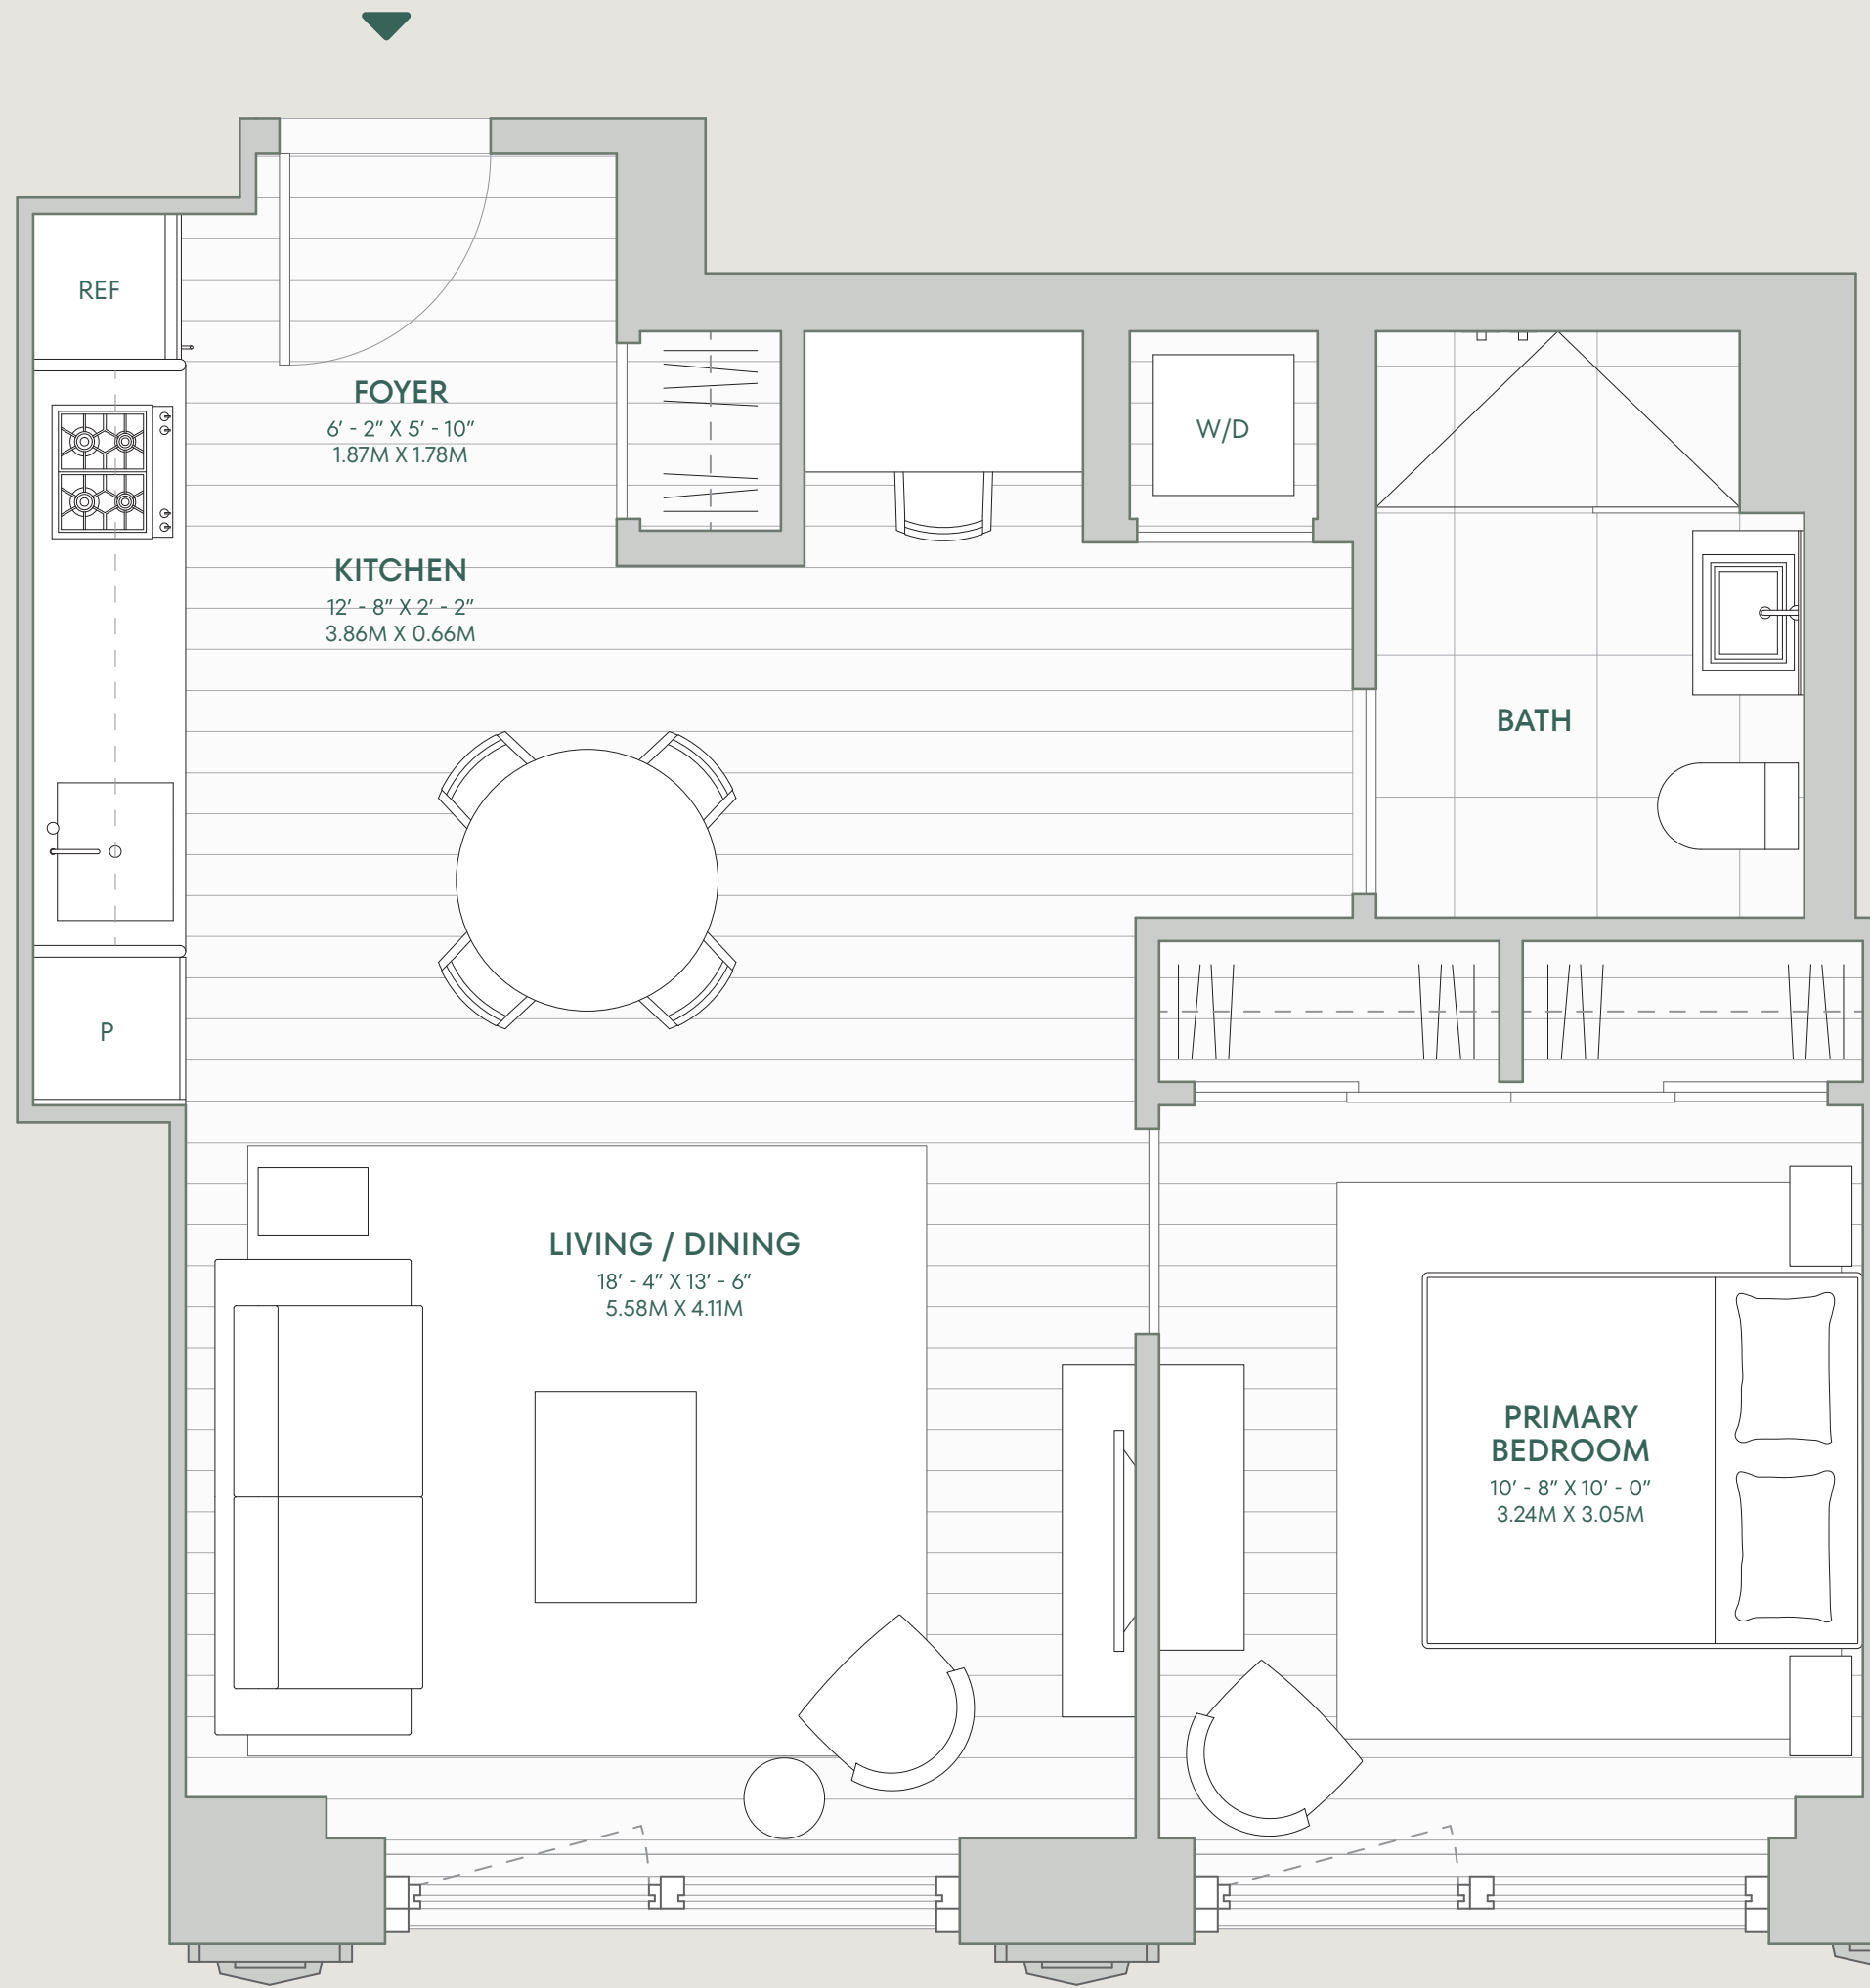 REF
FOYER
6’ - 2” X 5’ - 10”
1.87M X 1.78M
W/D
KITCHEN
12’ - 8” X 2’ - 2”
3.86M X 0.66M
BATH
P
LIVING / DINING
18’ - 4” X 13’ - 6”
5.58M X 4.11M
PRIMARY
BEDROOM
10’ - 8” X 10’ - 0”
3.24M X 3.05M